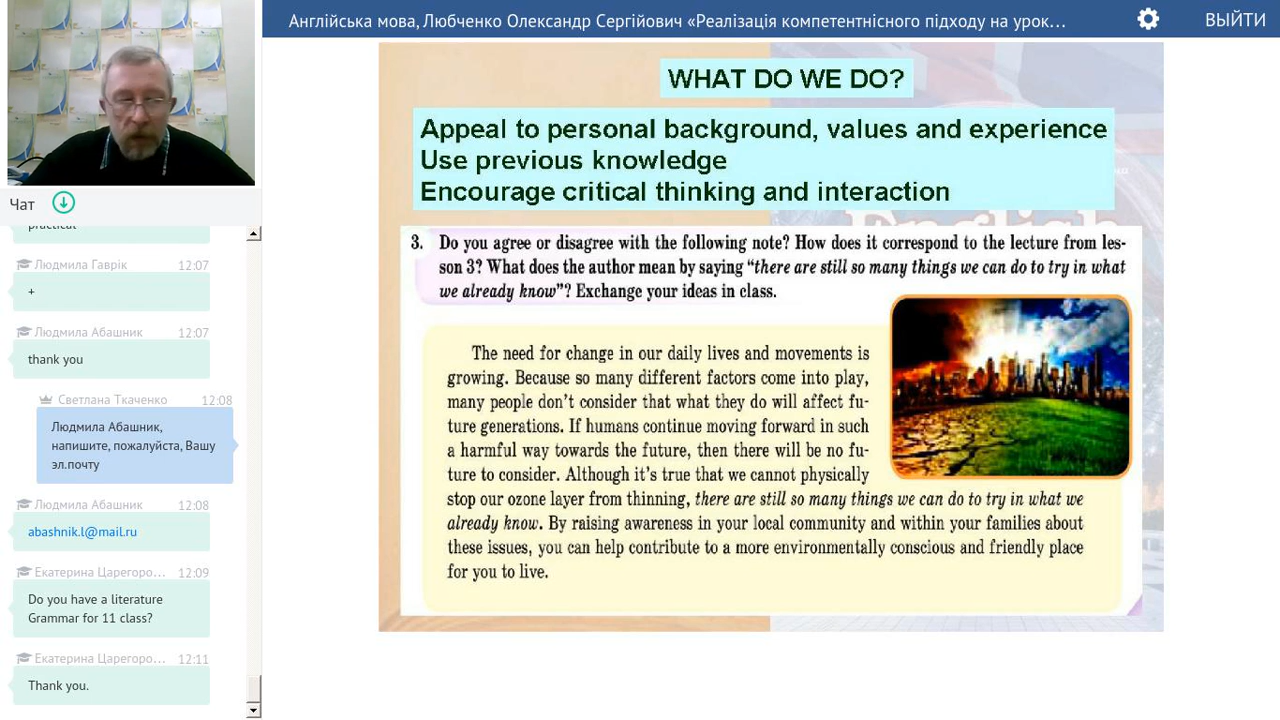 Англійська мова, Любченко Олександр Сергійович «Реалізація компетентнісного підходу на урок…
ВЫЙТИ
Чат
practical
Людмила Гаврік 12:07
+
Людмила Абашник 12:07
thank you
Светлана Ткаченко 12:08
Людмила Абашник,
напишите, пожалуйста, Вашу
эл.почту
Людмила Абашник 12:08
abashnik.l@mail.ru
Екатерина Царегоро… 12:09
Do you have a literature
Grammar for 11 class?
Екатерина Царегоро… 12:11
Thank you.
WHAT DO WE DO?
Appeal to personal background, values and experience
Use previous knowledge
Encourage critical thinking and interaction
English
3. Do you agree or disagree with the following note? How does it correspond to the lecture from les-
son 3? What does the author mean by saying “there are still so many things we can do to try in what
we already know”? Exchange your ideas in class.
The need for change in our daily lives and movements is
growing. Because so many different factors come into play,
many people don’t consider that what they do will affect fu-
ture generations. If humans continue moving forward in such
a harmful way towards the future, then there will be no fu-
ture to consider. Although it’s true that we cannot physically
stop our ozone layer from thinning, there are still so many things we can do to try in what we
already know. By raising awareness in your local community and within your families about
these issues, you can help contribute to a more environmentally conscious and friendly place
for you to live.